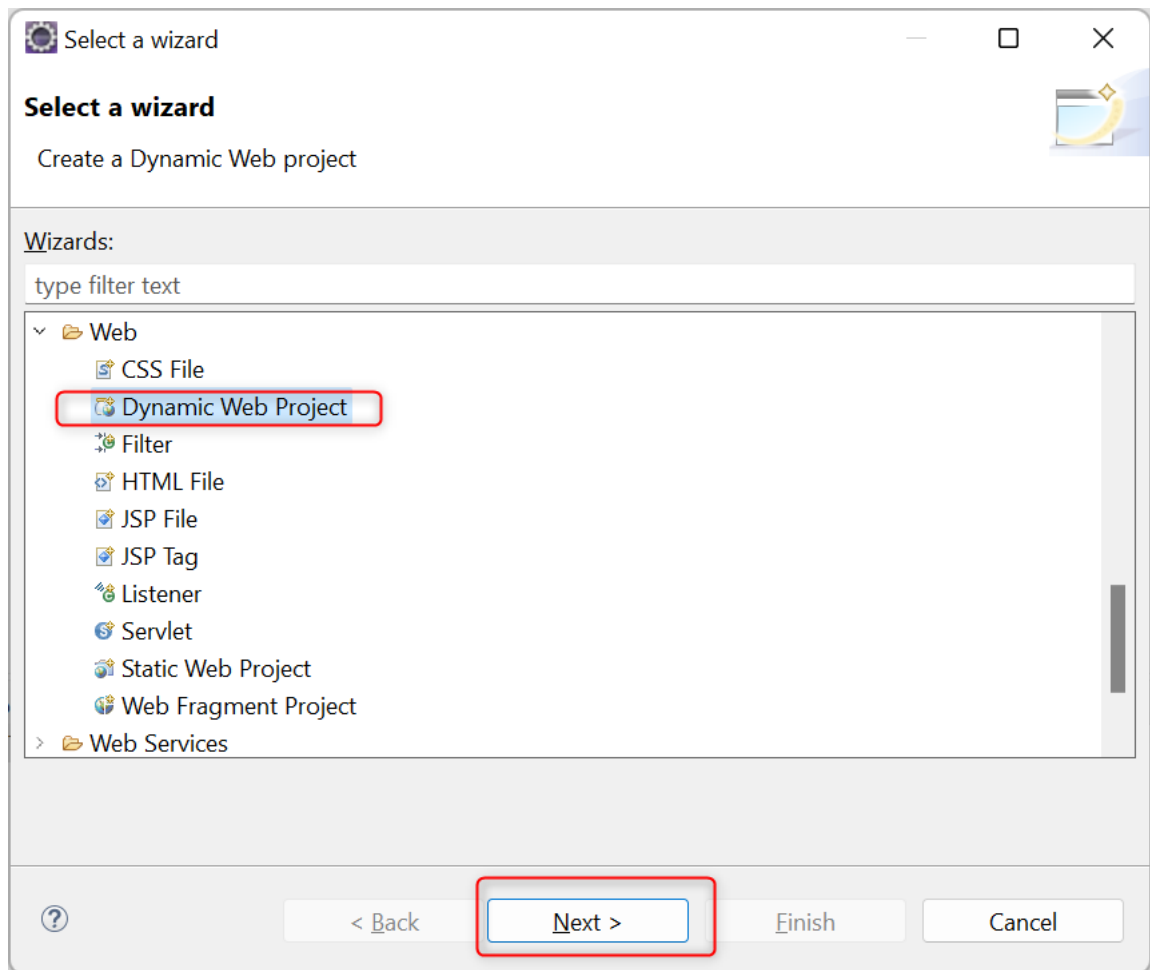 Select a wizard
Select a wizard
Create a Dynamic Web project
Wizards:
type filter text
Web
CSS File
Dynamic Web Project
Filter
HTML File
JSP File
JSP Tag
Listener
Servlet
Static Web Project
Web Fragment Project
Web Services
? < Back Next > Finish Cancel